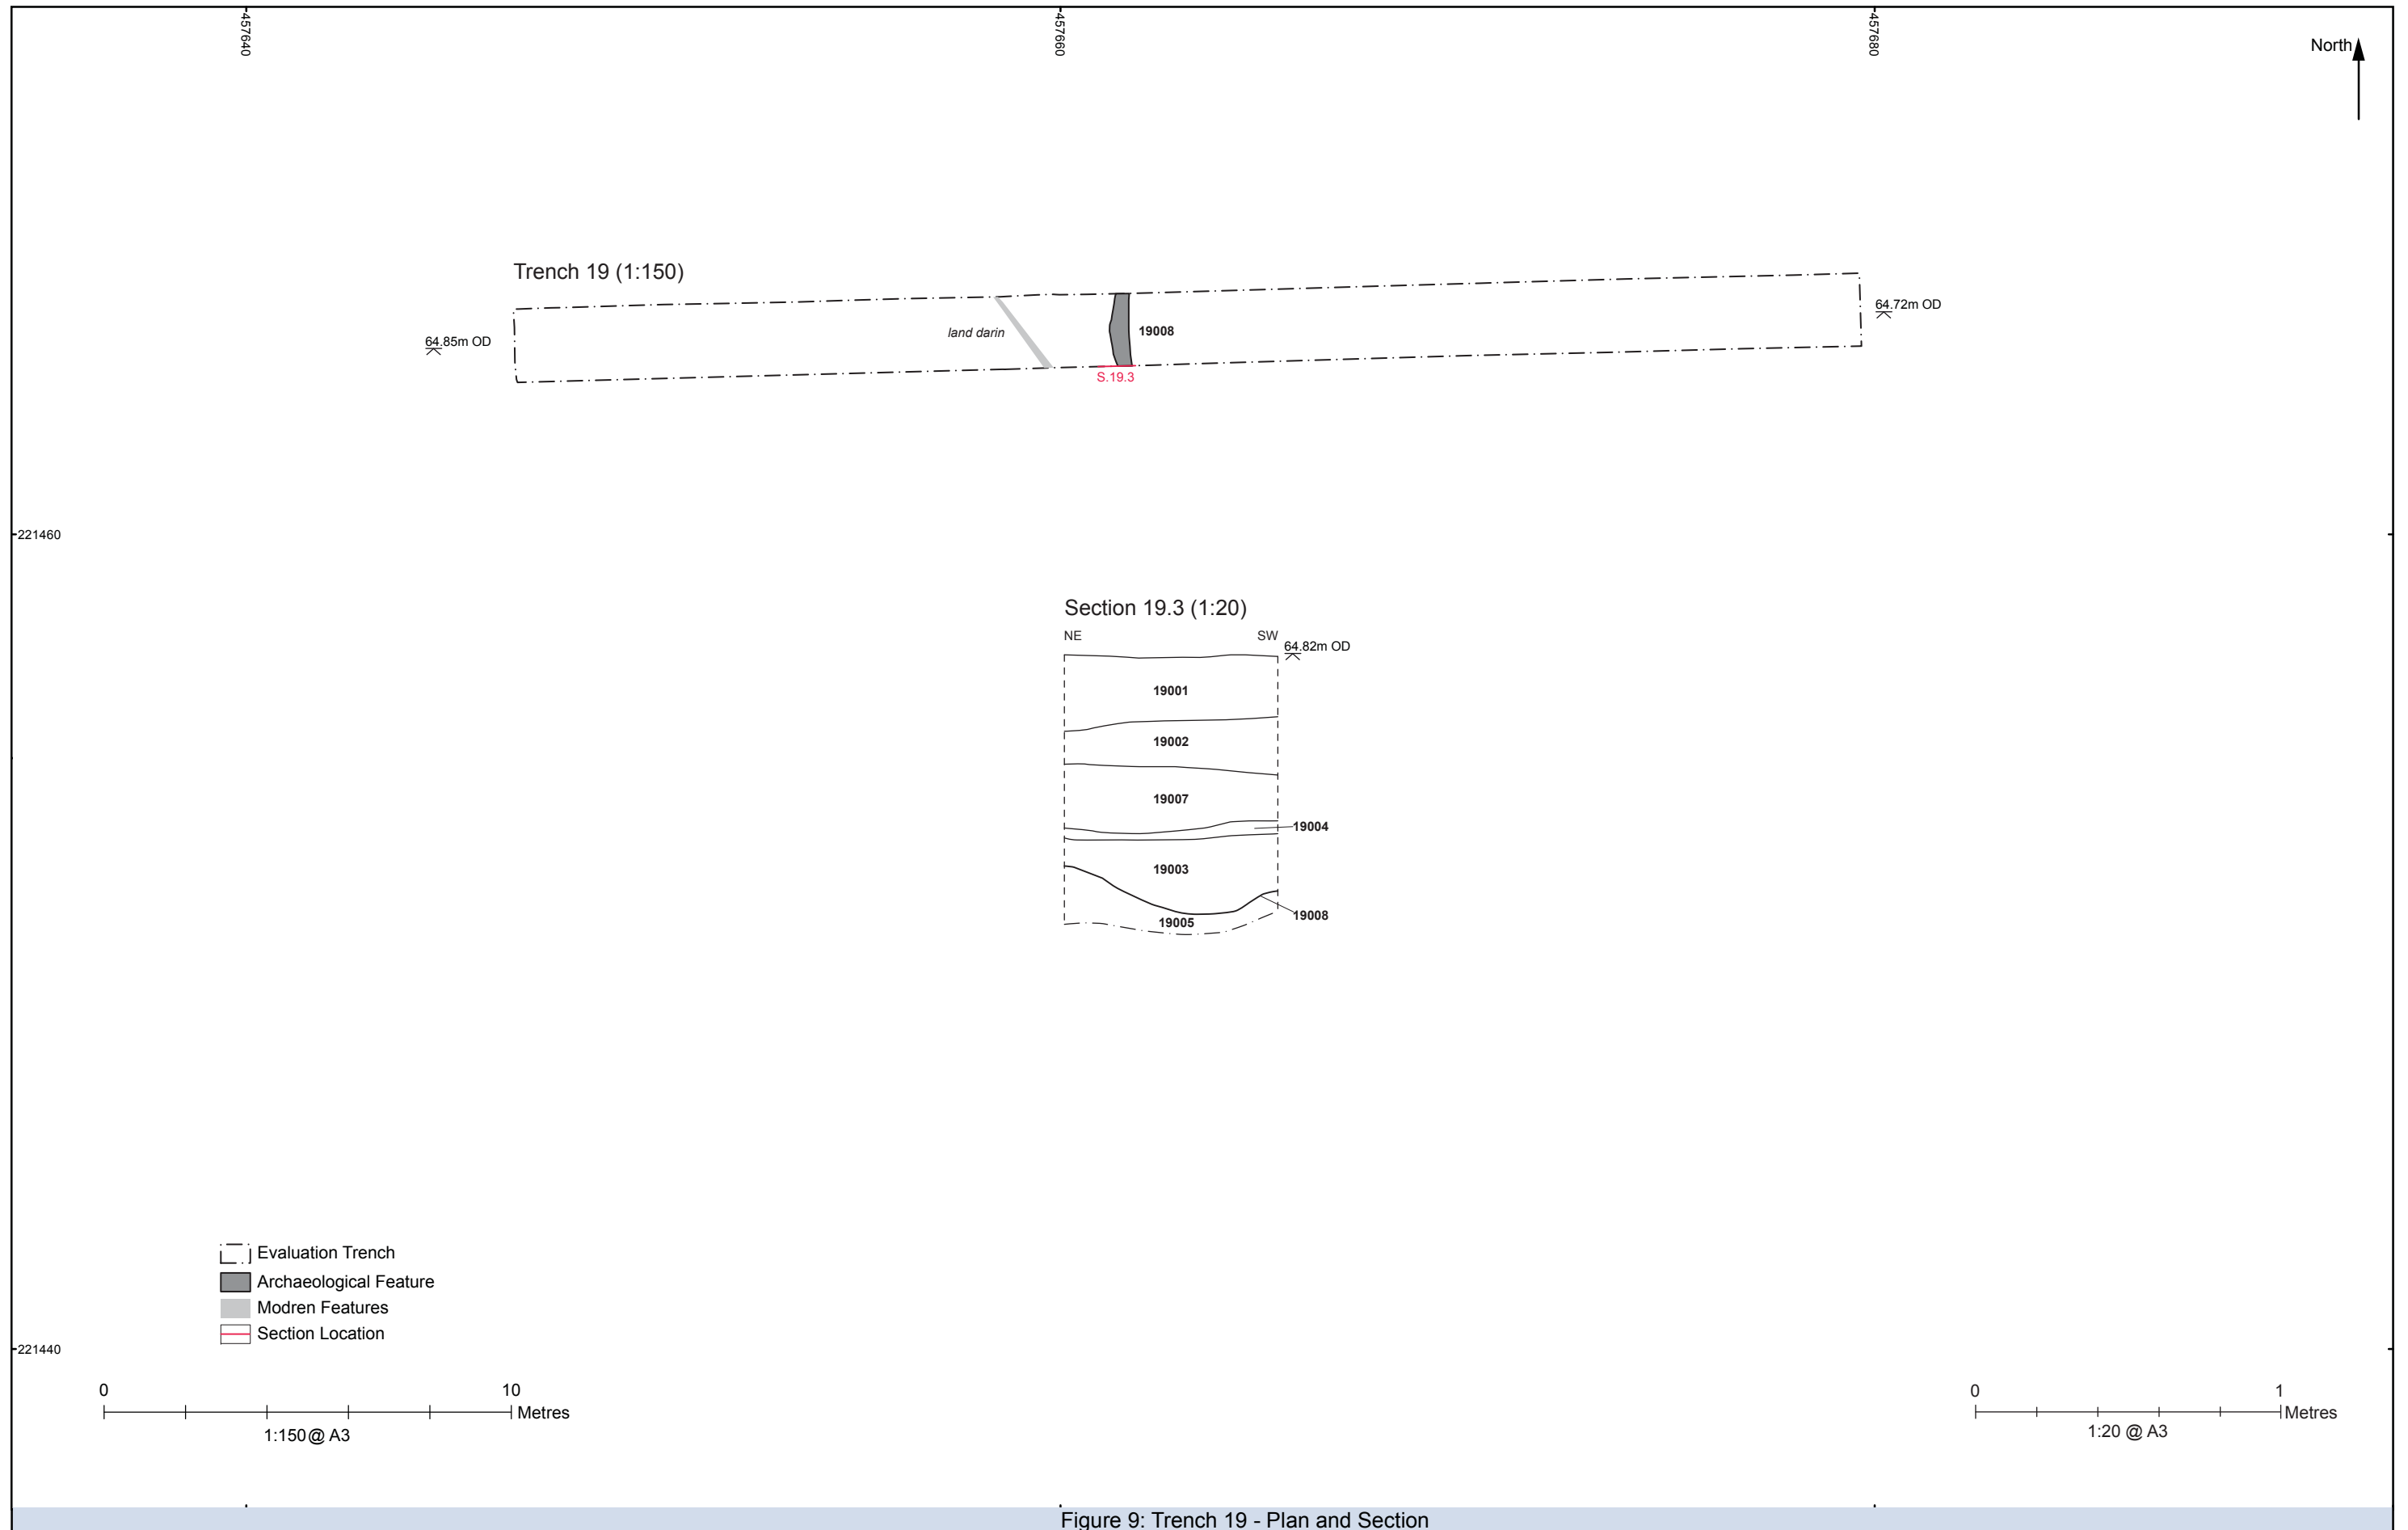 457640
457660
457680
North
Trench 19 (1:150)
64.72m OD
land darin
19008
64.85m OD
S.19.3
221460
Section 19.3 (1:20)
NE
SW
64.82m OD
19001
19002
19007
19004
19003
19008
19005
Evaluation Trench
Archaeological Feature
Modren Features
Section Location
221440
0
10
Metres
1:150@ A3
0
1
Metres
1:20 @ A3
Figure 9: Trench 19 - Plan and Section